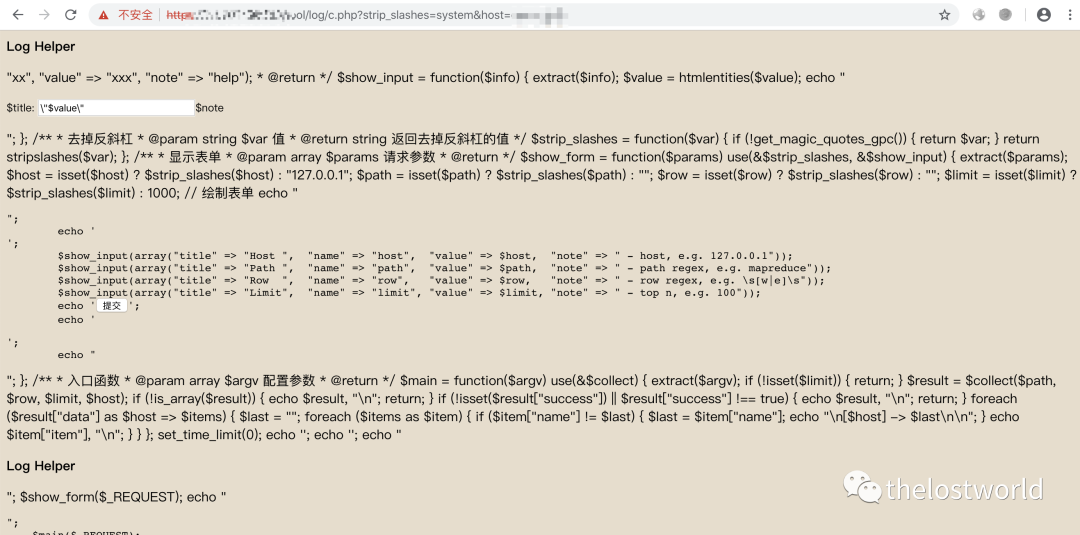 不安全 https ool/log/c.php?strip_slashes=system&host=
Log Helper
"xx", "value" => "xxx", "note" => "help"); * @return */ $show_input = function($info) { extract($info); $value = htmlentities($value); echo "
$title: \"$value\" $note
"; }; /** * 去掉反斜杠 * @param string $var 值 * @return string 返回去掉反斜杠的值 */ $strip_slashes = function($var) { if (!get_magic_quotes_gpc()) { return $var; } return
stripslashes($var); }; /** * 显示表单 * @param array $params 请求参数 * @return */ $show_form = function($params) use(&$strip_slashes, &$show_input) { extract($params);
$host = isset($host) ? $strip_slashes($host) : "127.0.0.1"; $path = isset($path) ? $strip_slashes($path) : ""; $row = isset($row) ? $strip_slashes($row) : ""; $limit = isset($limit) ?
$strip_slashes($limit) : 1000; // 绘制表单 echo "
";
echo '
';
$show_input(array("title" => "Host ", "name" => "host", "value" => $host, "note" => " - host, e.g. 127.0.0.1"));
$show_input(array("title" => "Path ", "name" => "path", "value" => $path, "note" => " - path regex, e.g. mapreduce"));
$show_input(array("title" => "Row ", "name" => "row", "value" => $row, "note" => " - row regex, e.g. \s[w|e]\s"));
$show_input(array("title" => "Limit", "name" => "limit", "value" => $limit, "note" => " - top n, e.g. 100"));
echo '提交';
echo '
';
echo "
"; }; /** * 入口函数 * @param array $argv 配置参数 * @return */ $main = function($argv) use(&$collect) { extract($argv); if (!isset($limit)) { return; } $result = $collect($path,
$row, $limit, $host); if (!is_array($result)) { echo $result, "\n"; return; } if (!isset($result["success"]) || $result["success"] !== true) { echo $result, "\n"; return; } foreach
($result["data"] as $host => $items) { $last = ""; foreach ($items as $item) { if ($item["name"] != $last) { $last = $item["name"]; echo "\n[$host] -> $last\n\n"; } echo
$item["item"], "\n"; } } }; set_time_limit(0); echo ''; echo ''; echo "
Log Helper
"; $show_form($_REQUEST); echo "
";
$main($_REQUEST);
thelostworld